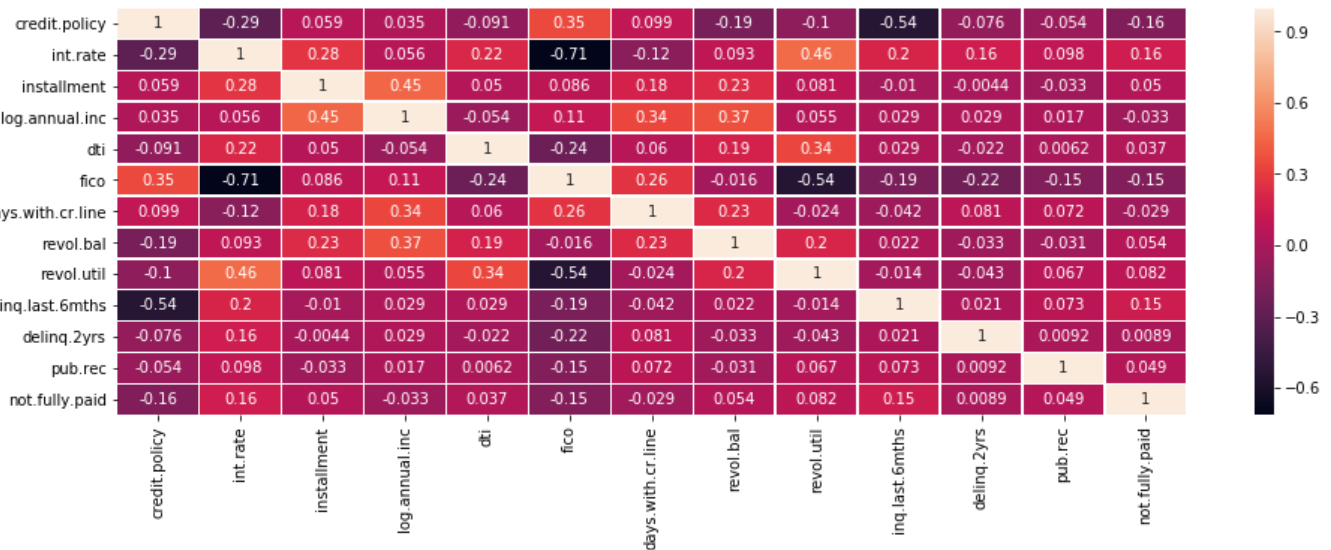 credit.policy 1 -0.29 0.059 0.035 -0.091 0.35 0.099 -0.19 -0.1 -0.54 -0.076 -0.054 -0.16
int.rate -0.29 1 0.28 0.056 0.22 -0.71 -0.12 0.093 0.46 0.2 0.16 0.098 0.16
installment 0.059 0.28 1 0.45 0.05 0.086 0.18 0.23 0.081 -0.01 -0.0044 -0.033 0.05
log.annual.inc 0.035 0.056 0.45 1 -0.054 0.11 0.34 0.37 0.055 0.029 0.029 0.017 -0.033
dti -0.091 0.22 0.05 -0.054 1 -0.24 0.06 0.19 0.34 0.029 -0.022 0.0062 0.037
fico 0.35 -0.71 0.086 0.11 -0.24 1 0.26 -0.016 -0.54 -0.19 -0.22 -0.15 -0.15
ys.with.cr.line 0.099 -0.12 0.18 0.34 0.06 0.26 1 0.23 -0.024 -0.042 0.081 0.072 -0.029
revol.bal -0.19 0.093 0.23 0.37 0.19 -0.016 0.23 1 0.2 0.022 -0.033 -0.031 0.054
revol.util -0.1 0.46 0.081 0.055 0.34 -0.54 -0.024 0.2 1 -0.014 -0.043 0.067 0.082
inq.last.6mths -0.54 0.2 -0.01 0.029 0.029 -0.19 -0.042 0.022 -0.014 1 0.021 0.073 0.15
delinq.2yrs -0.076 0.16 -0.0044 0.029 -0.022 -0.22 0.081 -0.033 -0.043 0.021 1 0.0092 0.0089
pub.rec -0.054 0.098 -0.033 0.017 0.0062 -0.15 0.072 -0.031 0.067 0.073 0.0092 1 0.049
not.fully.paid -0.16 0.16 0.05 -0.033 0.037 -0.15 -0.029 0.054 0.082 0.15 0.0089 0.049 1
credit.policy
int.rate
installment
log.annual.inc
dti
fico
days.with.cr.line
revol.bal
revol.util
inq.last.6mths
delinq.2yrs
pub.rec
not.fully.paid
0.9
0.6
0.3
0.0
−0.3
−0.6